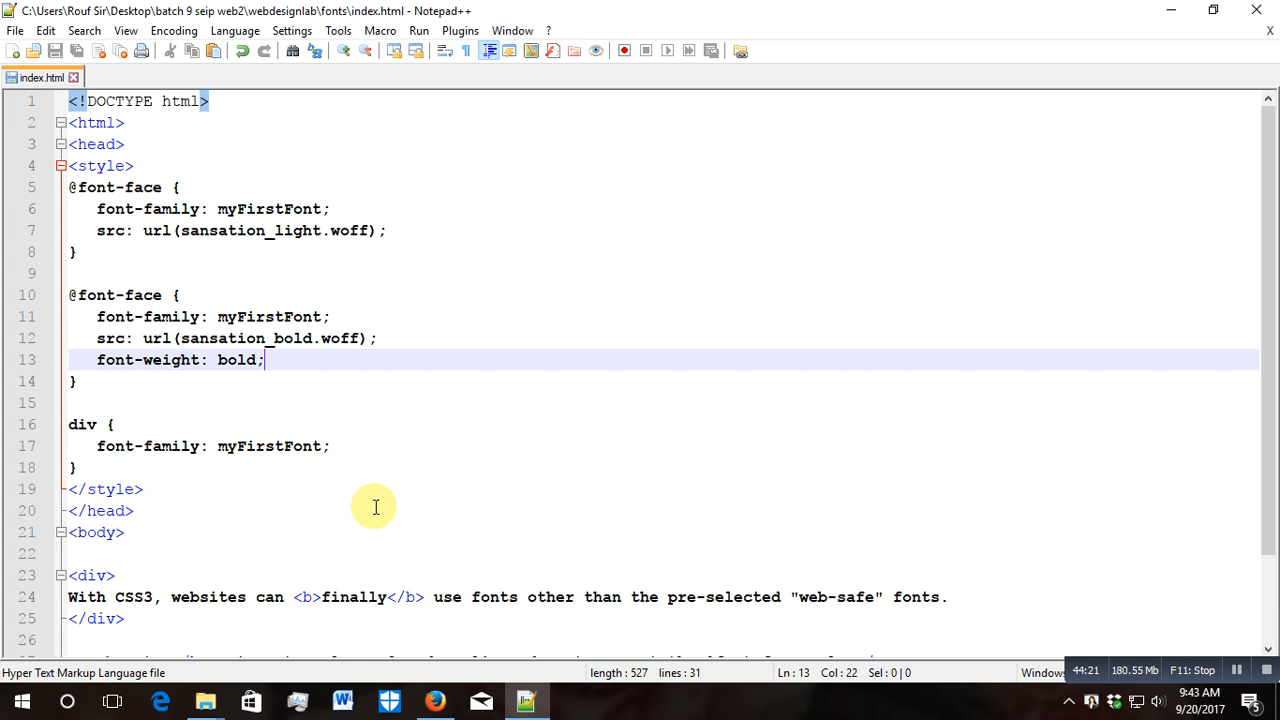 C:\Users\Rouf Sir\Desktop\batch 9 seip web2\webdesignlab\fonts\index.html - Notepad++
File Edit Search View Encoding Language Settings Tools Macro Run Plugins Window ? X
index.html
1 <!DOCTYPE html>
2 <html>
3 <head>
4 <style>
5 @font-face {
6 font-family: myFirstFont;
7 src: url(sansation_light.woff);
8 }
9
10 @font-face {
11 font-family: myFirstFont;
12 src: url(sansation_bold.woff);
13 font-weight: bold;
14 }
15
16 div {
17 font-family: myFirstFont;
18 }
19 </style>
20 </head>
21 <body>
22
23 <div>
24 With CSS3, websites can <b>finally</b> use fonts other than the pre-selected "web-safe" fonts.
25 </div>
26
Hyper Text Markup Language file length : 527 lines : 31 Ln : 13 Col : 22 Sel : 0 | 0 Windows
44:21 180.55 Mb F11: Stop
9:43 AM
9/20/2017
5